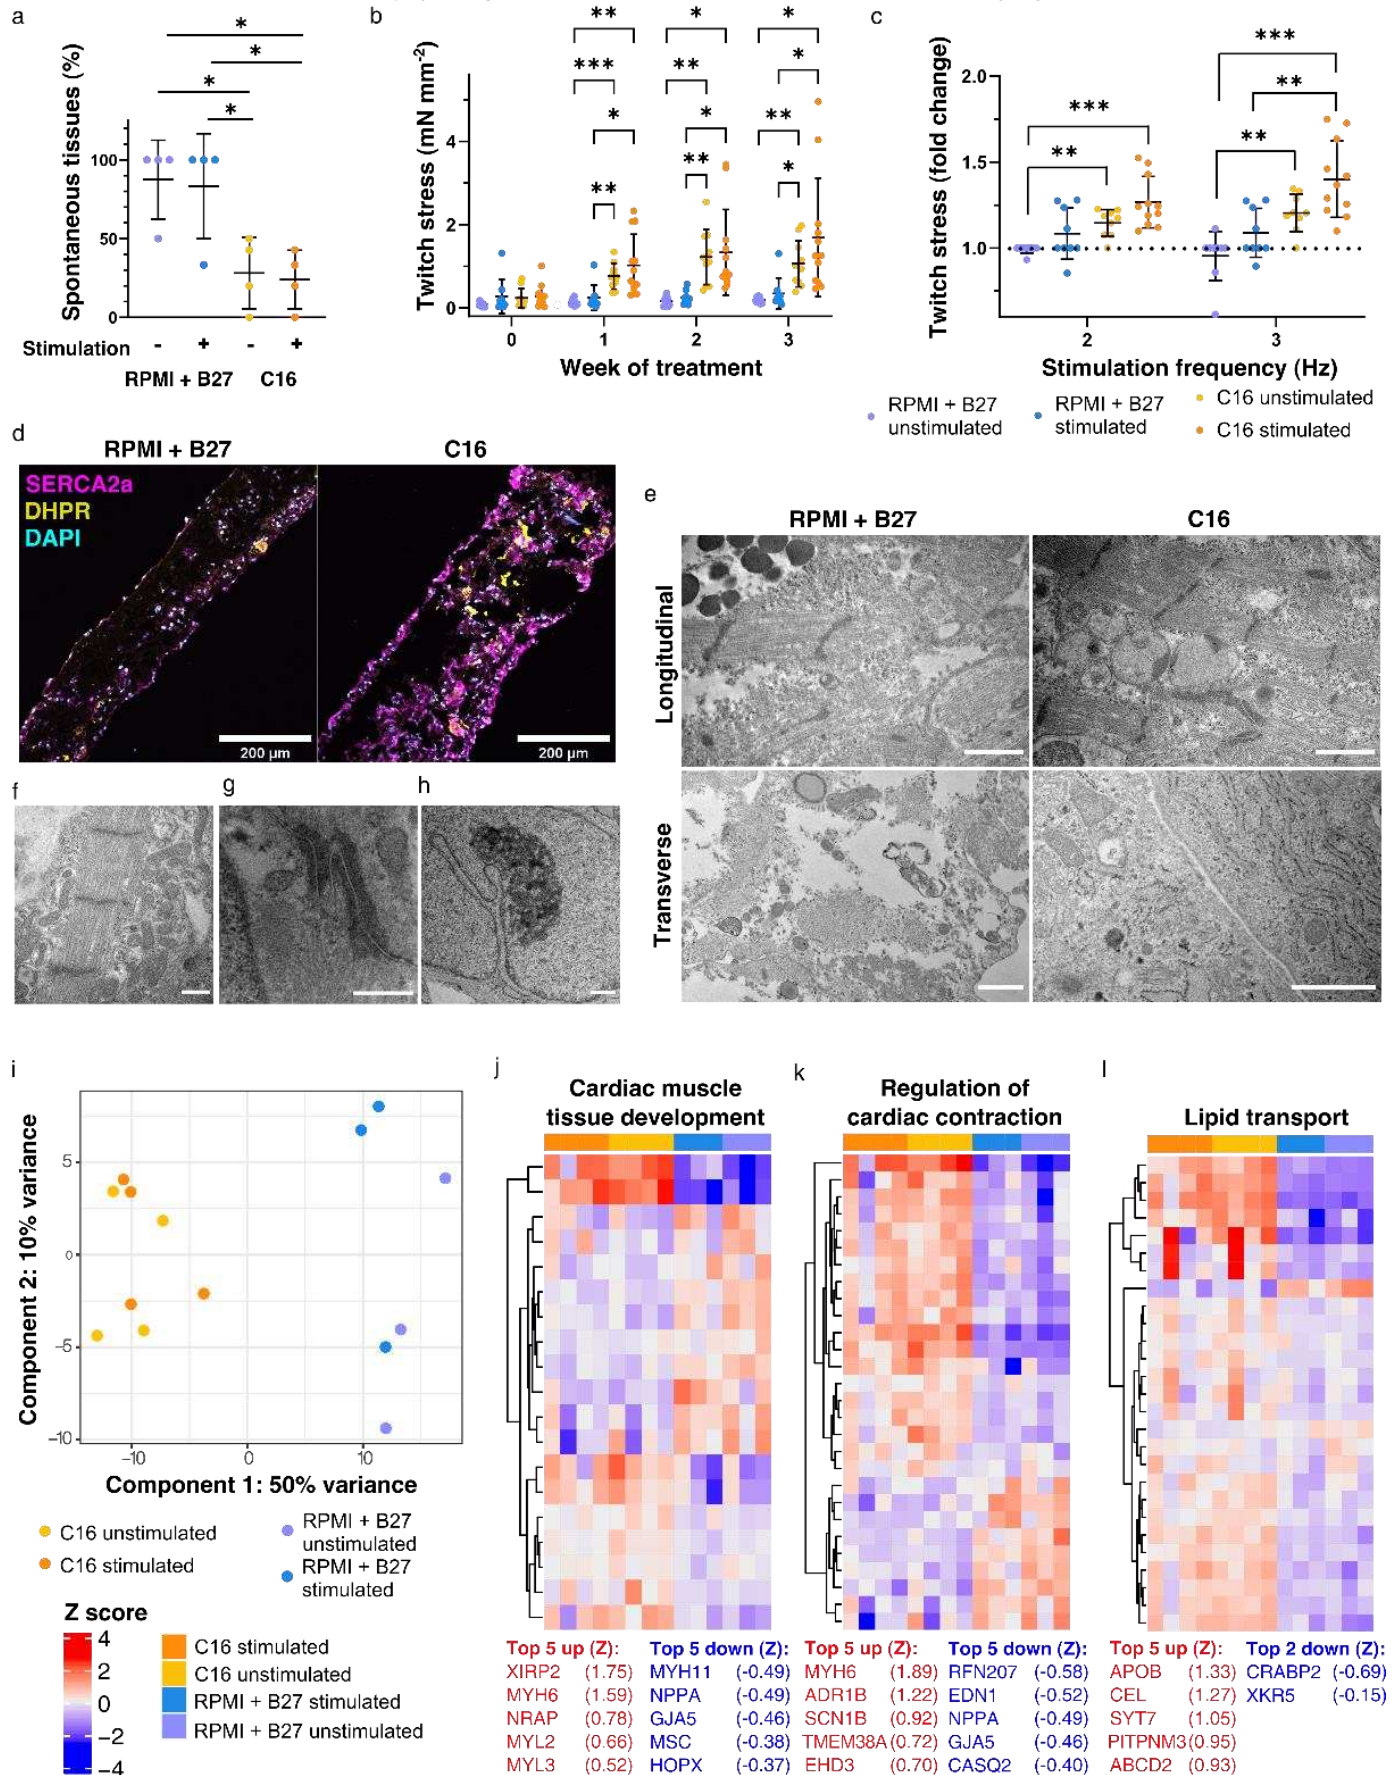 a
Spontaneous tissues (%)
100
50
0
Stimulation - + - +
RPMI + B27 C16
* * * *
b
Twitch stress (mN mm-2)
4
2
0
** * *
*** ** *
* * **
** ** *
0 1 2 3
Week of treatment
c
Twitch stress (fold change)
2.0
1.5
1.0
*** **
*** **
**
2 3
Stimulation frequency (Hz)
RPMI + B27
unstimulated
RPMI + B27
stimulated
C16 unstimulated
C16 stimulated
d
RPMI + B27 C16
SERCA2a
DHPR
DAPI
200 µm 200 µm
e
RPMI + B27 C16
Longitudinal
Transverse
f g h
i
Component 2: 10% variance
5
0
−5
−10
−10 0 10
Component 1: 50% variance
C16 unstimulated
C16 stimulated
RPMI + B27
unstimulated
RPMI + B27
stimulated
Z score
4
2
0
−2
−4
C16 stimulated
C16 unstimulated
RPMI + B27 stimulated
RPMI + B27 unstimulated
j
Cardiac muscle
tissue development
Top 5 up (Z): Top 5 down (Z):
XIRP2 (1.75) MYH11 (-0.49)
MYH6 (1.59) NPPA (-0.49)
NRAP (0.78) GJA5 (-0.46)
MYL2 (0.66) MSC (-0.38)
MYL3 (0.52) HOPX (-0.37)
k
Regulation of
cardiac contraction
Top 5 up (Z): Top 5 down (Z):
MYH6 (1.89) RFN207 (-0.58)
ADR1B (1.22) EDN1 (-0.52)
SCN1B (0.92) NPPA (-0.49)
TMEM38A (0.72) GJA5 (-0.46)
EHD3 (0.70) CASQ2 (-0.40)
l
Lipid transport
Top 5 up (Z): Top 2 down (Z):
APOB (1.33) CRABP2 (-0.69)
CEL (1.27) XKR5 (-0.15)
SYT7 (1.05)
PITPNM3 (0.95)
ABCD2 (0.93)